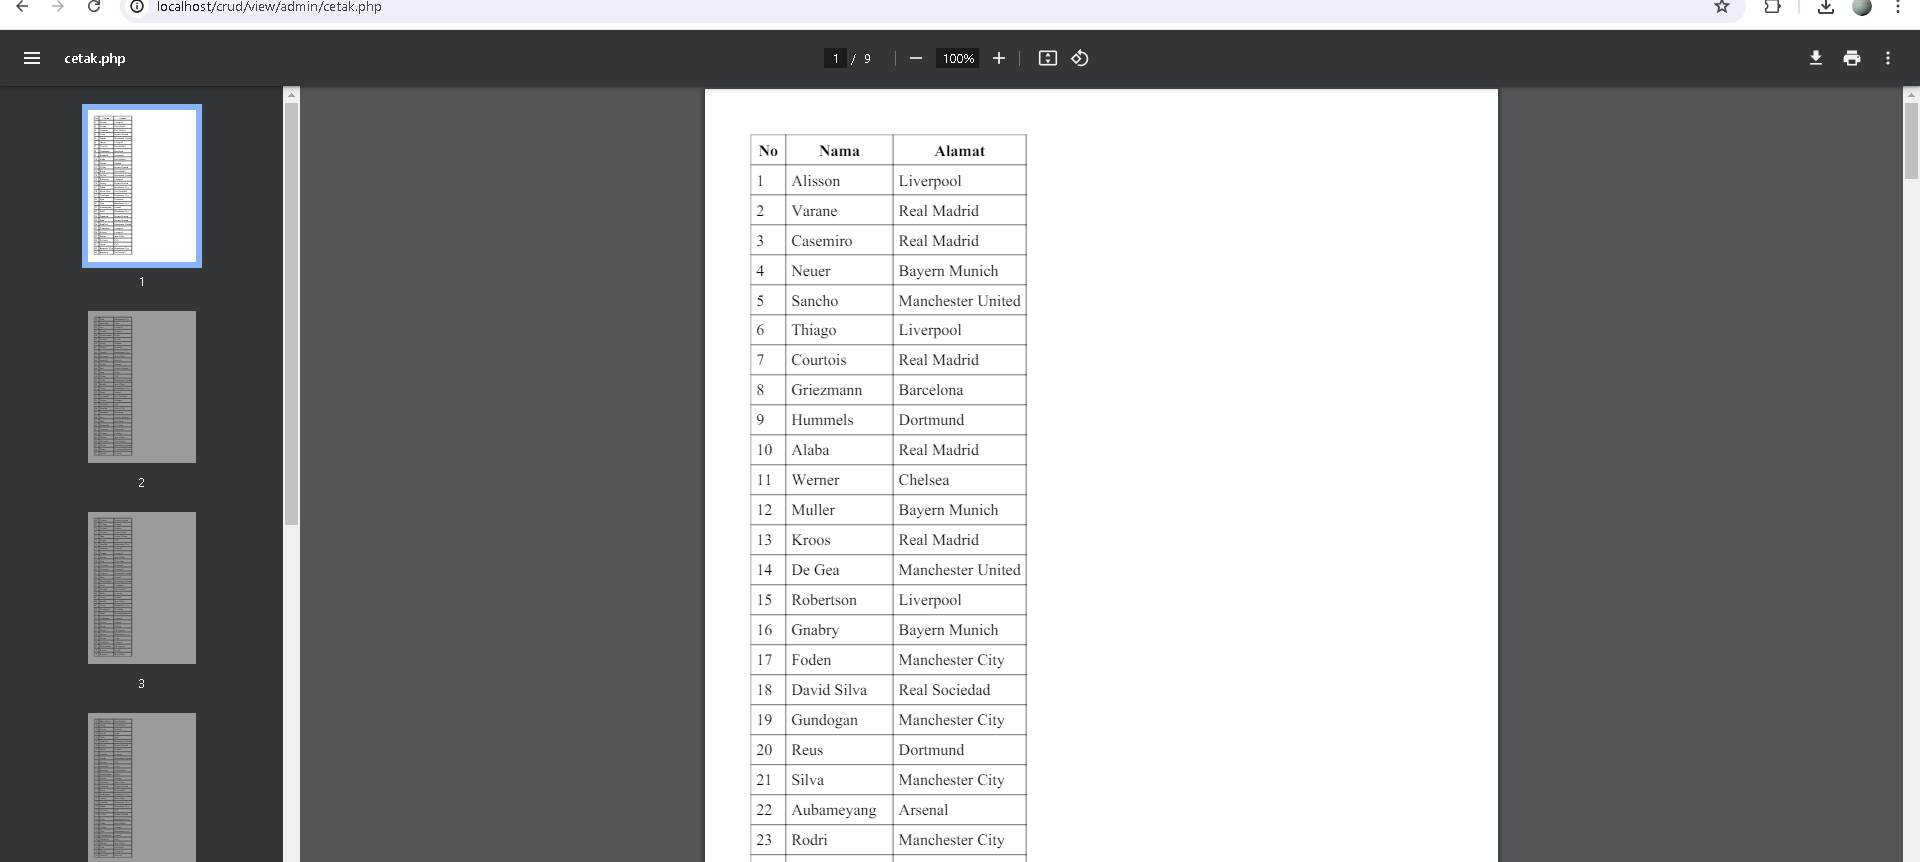 localhost/crud/view/admin/cetak.php
cetak.php
1 / 9
100%
1
2
3
No Nama Alamat
1 Alisson Liverpool
2 Varane Real Madrid
3 Casemiro Real Madrid
4 Neuer Bayern Munich
5 Sancho Manchester United
6 Thiago Liverpool
7 Courtois Real Madrid
8 Griezmann Barcelona
9 Hummels Dortmund
10 Alaba Real Madrid
11 Werner Chelsea
12 Muller Bayern Munich
13 Kroos Real Madrid
14 De Gea Manchester United
15 Robertson Liverpool
16 Gnabry Bayern Munich
17 Foden Manchester City
18 David Silva Real Sociedad
19 Gundogan Manchester City
20 Reus Dortmund
21 Silva Manchester City
22 Aubameyang Arsenal
23 Rodri Manchester City